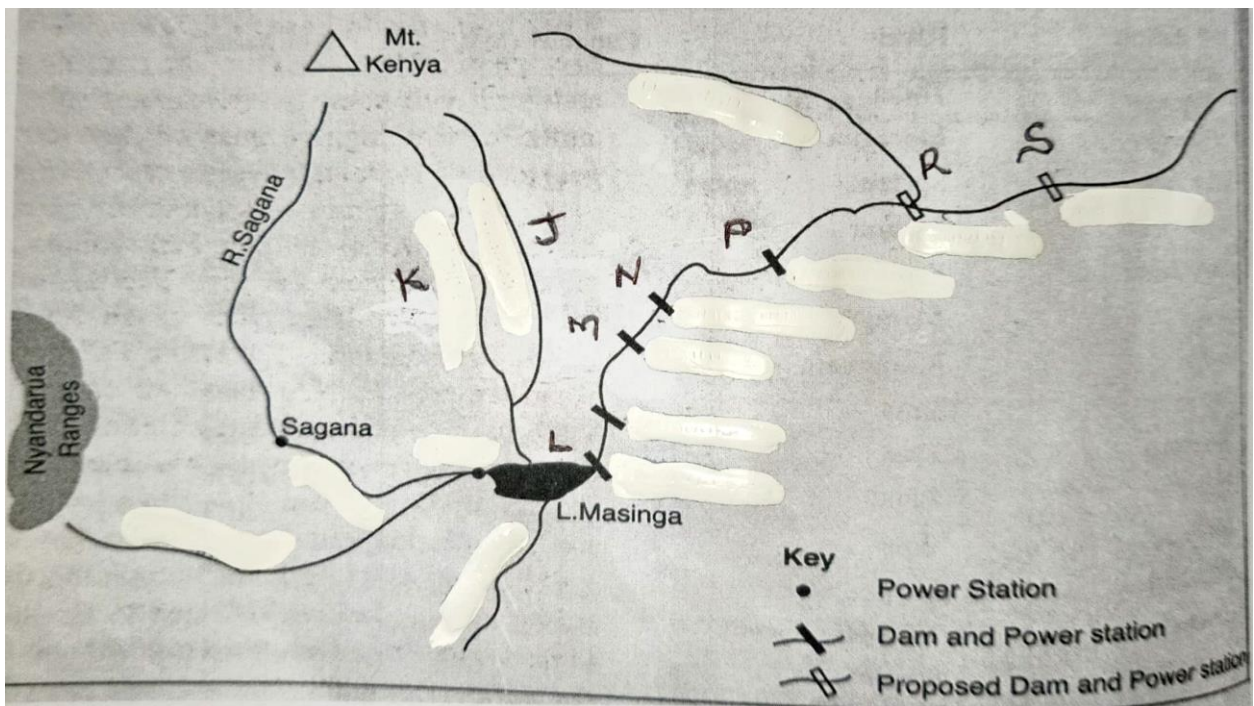 Mt.
Kenya
R
S
R.Sagana
J
P
K
N
M
Nyandarua
Ranges
Sagana
L
L.Masinga
Key
Power Station
Dam and Power station
Proposed Dam and Power station